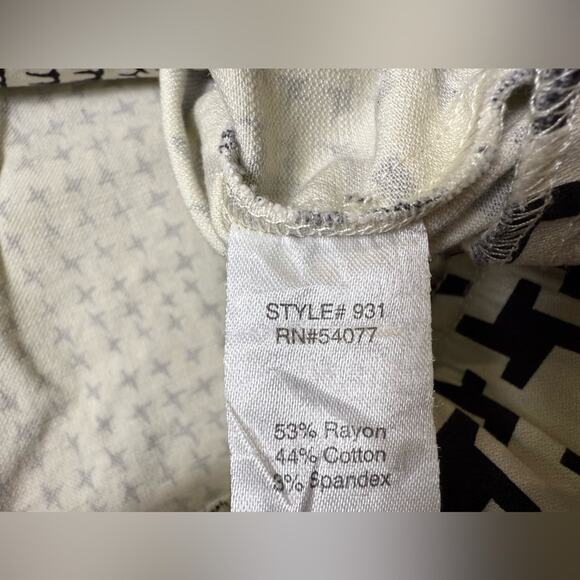 STYLE# 931
RN#54077
53% Rayon
44% Cotton
3% Spandex